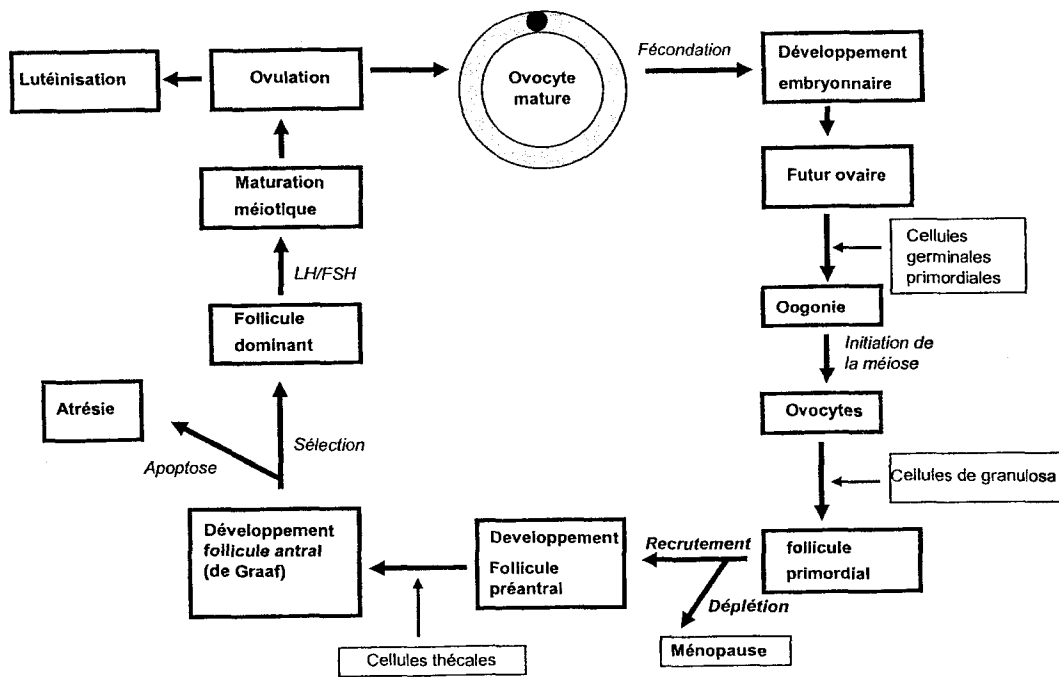 Lutéinisation
Ovulation
Ovocyte
mature
Fécondation
Développement
embryonnaire
Futur ovaire
Cellules
germinales
primordiales
Oogonie
Initiation de
la méiose
Ovocytes
Cellules de granulosa
follicule
primordial
Recrutement
Déplétion
Ménopause
Developpement
Follicule
préantral
Cellules thécales
Développement
follicule antral
(de Graaf)
Sélection
Apoptose
Atrésie
Follicule
dominant
LH/FSH
Maturation
méiotique